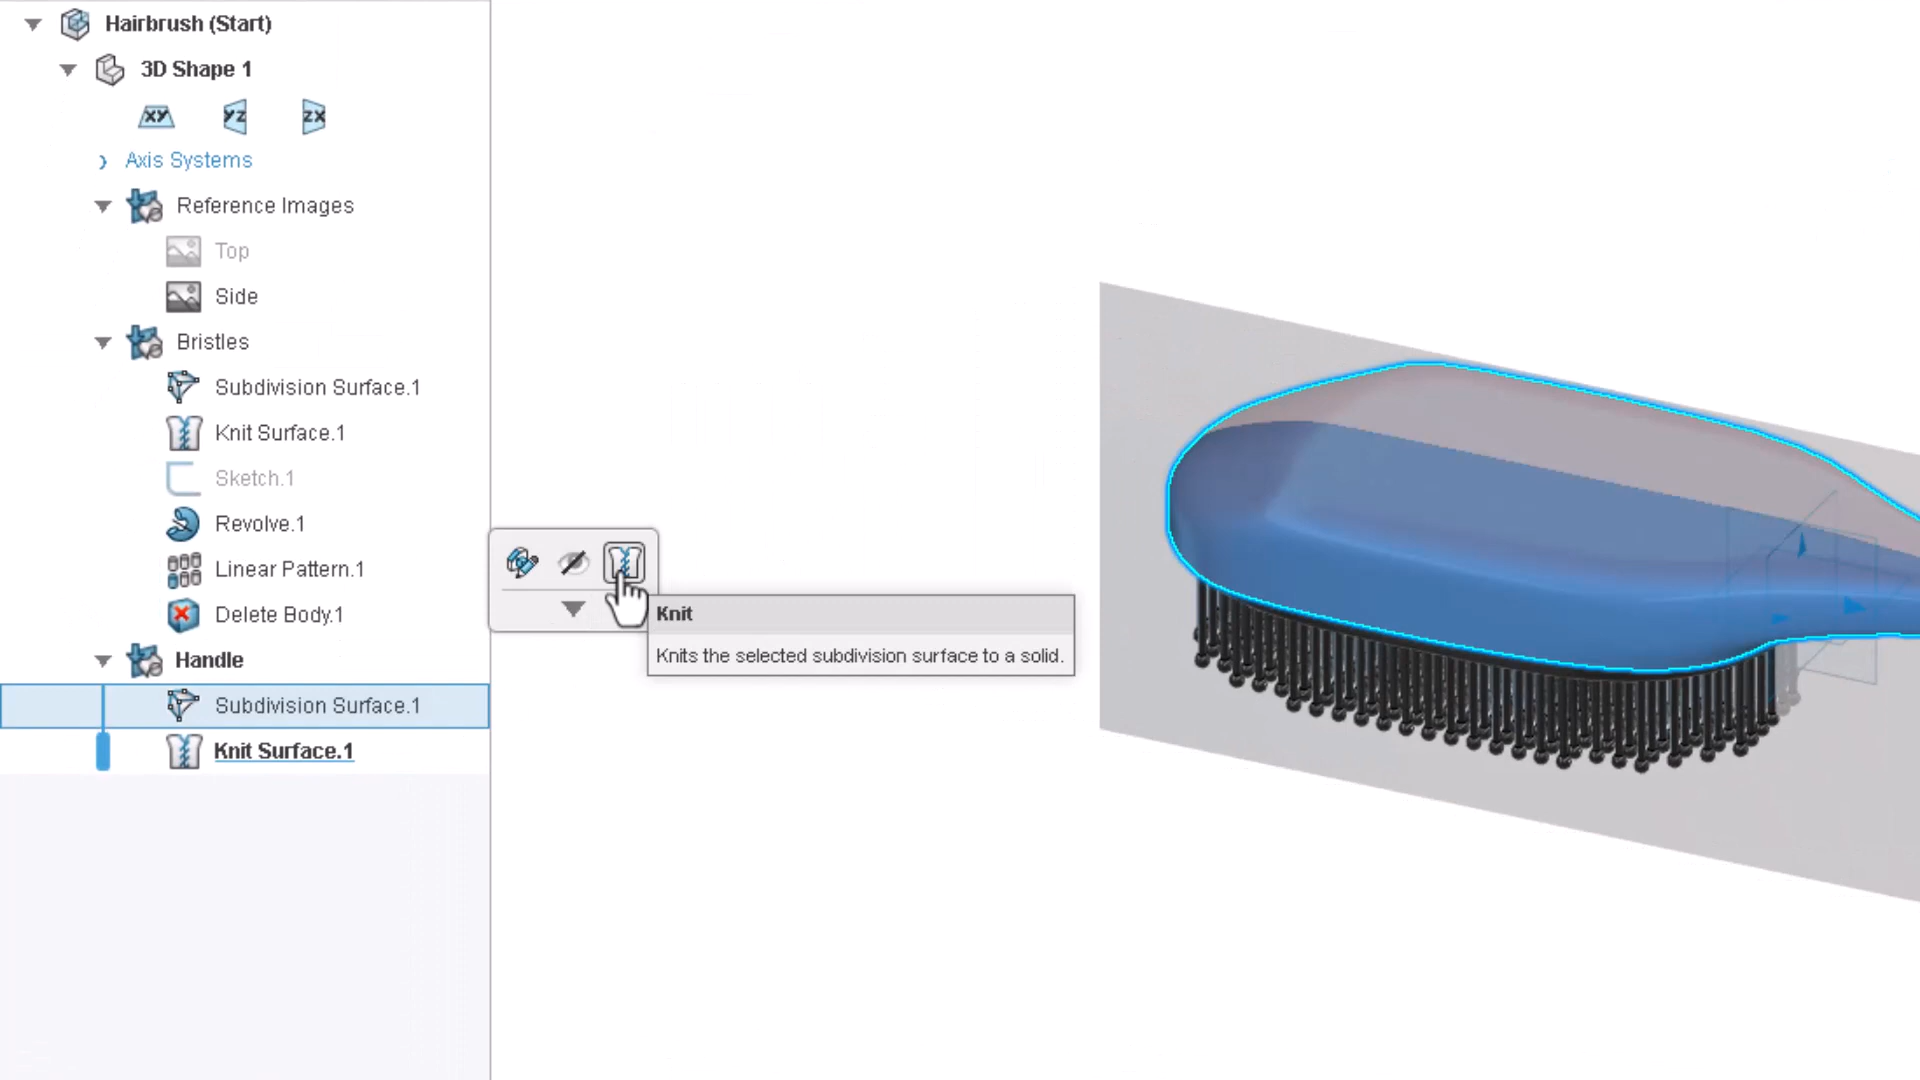 Hairbrush (Start)
3D Shape 1
XY YZ ZX
Axis Systems
Reference Images
Top
Side
Bristles
Subdivision Surface.1
Knit Surface.1
Sketch.1
Revolve.1
Linear Pattern.1
Delete Body.1
Handle
Subdivision Surface.1
Knit Surface.1
Knit
Knits the selected subdivision surface to a solid.